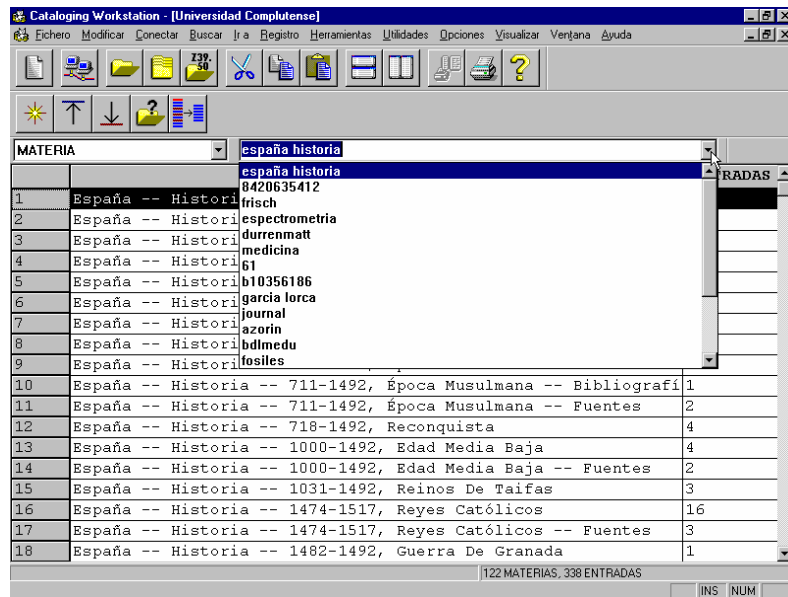 Cataloging Workstation - [Universidad Complutense]
Fichero Modificar Conectar Buscar Ir a Registro Herramientas Utilidades Opciones Visualizar Ventana Ayuda
Z39.
50
MATERIA españa historia
españa historia RADAS
8420635412
1 España -- Histori frisch
2 España -- Histori espectrometria
3 España -- Histori durrenmatt
medicina
4 España -- Histori 61
5 España -- Histori b10356186
6 España -- Histori garcia lorca
7 España -- Histori journal
azorin
8 España -- Histori bdlmedu
9 España -- Histori fosiles
10 España -- Historia -- 711-1492, Época Musulmana -- Bibliografí 1
11 España -- Historia -- 711-1492, Época Musulmana -- Fuentes 2
12 España -- Historia -- 718-1492, Reconquista 4
13 España -- Historia -- 1000-1492, Edad Media Baja 4
14 España -- Historia -- 1000-1492, Edad Media Baja -- Fuentes 2
15 España -- Historia -- 1031-1492, Reinos De Taifas 3
16 España -- Historia -- 1474-1517, Reyes Católicos 16
17 España -- Historia -- 1474-1517, Reyes Católicos -- Fuentes 3
18 España -- Historia -- 1482-1492, Guerra De Granada 1
122 MATERIAS, 338 ENTRADAS
INS NUM